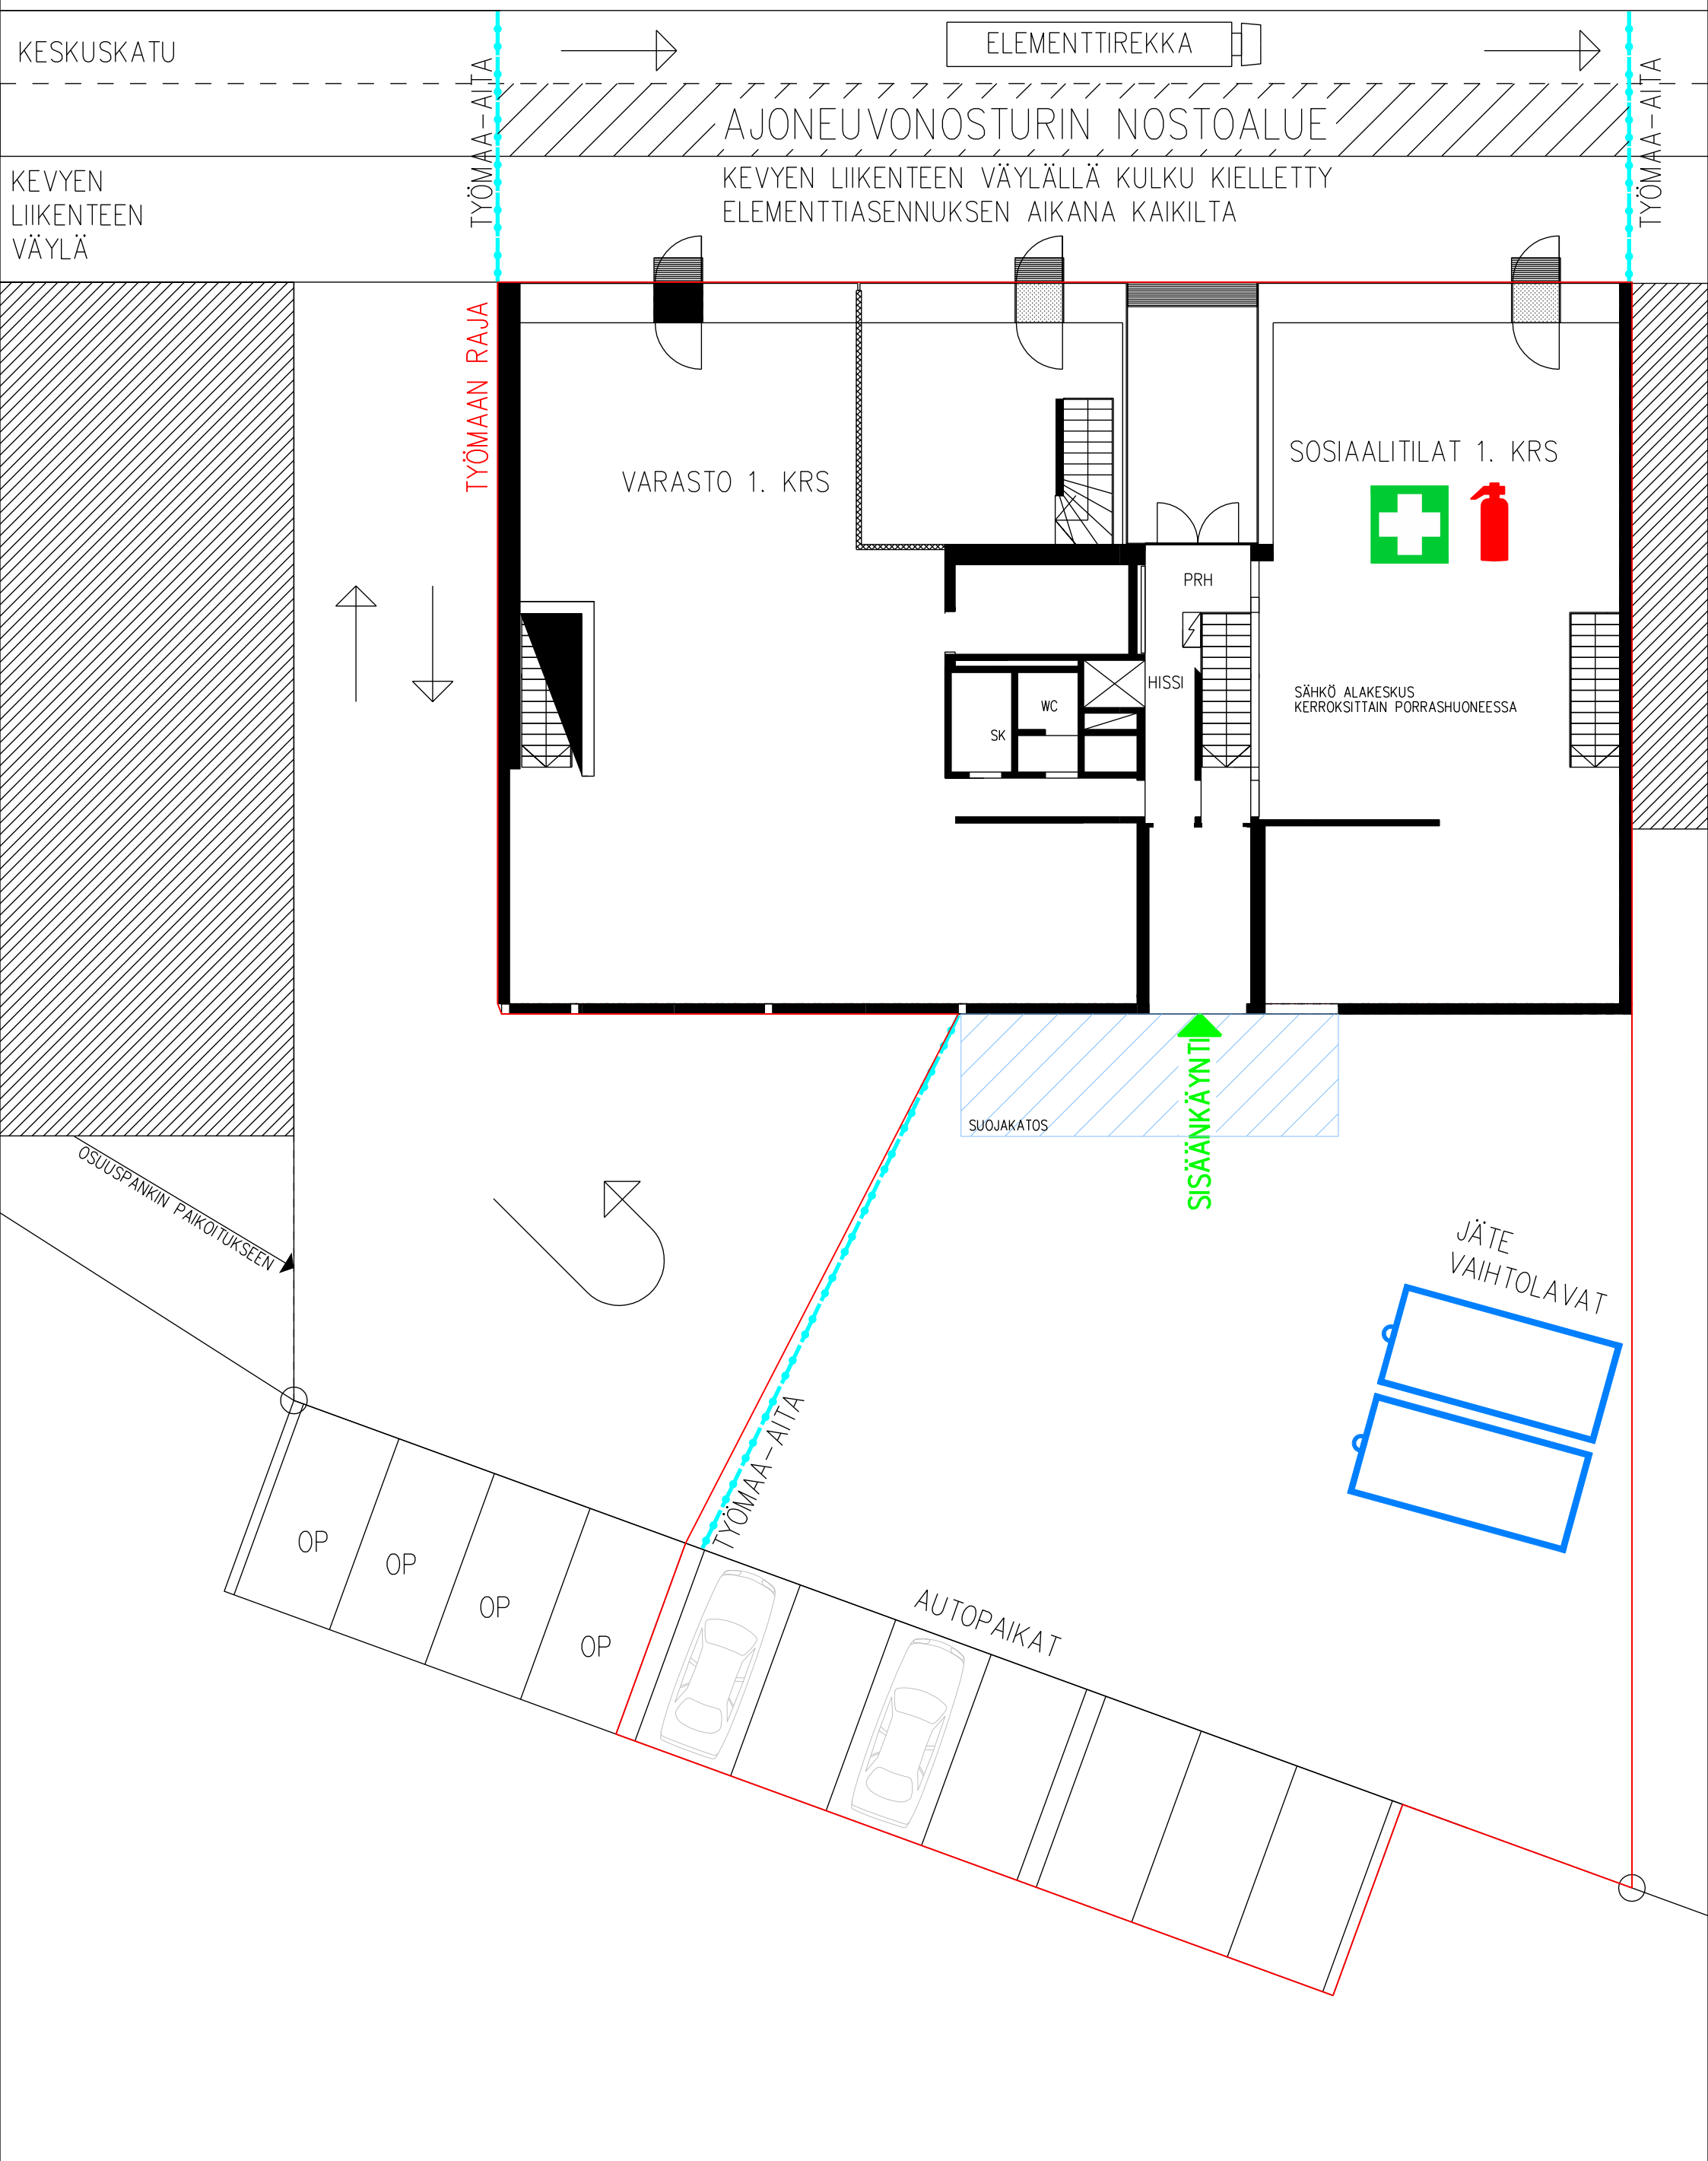 KESKUSKATU
ELEMENTTIREKKA
TYÖMAA-AITA
TYÖMAA-AITA
AJONEUVONOSTURIN NOSTOALUE
KEVYEN
LIIKENTEEN
VÄYLÄ
KEVYEN LIIKENTEEN VÄYLÄLLÄ KULKU KIELLETTY
ELEMENTTIASENNUKSEN AIKANA KAIKILTA
TYÖMAAN RAJA
VARASTO 1. KRS
SOSIAALITILAT 1. KRS
PRH
HISSI
WC
SK
SÄHKÖ ALAKESKUS
KERROKSITTAIN PORRASHUONEESSA
SUOJAKATOS
SISÄÄNKÄYNTI
OSUUSPANKIN PAIKOITUKSEEN
JÄTE
VAIHTOLAVAT
TYÖMAA-AITA
OP
OP
OP
OP
AUTOPAIKAT